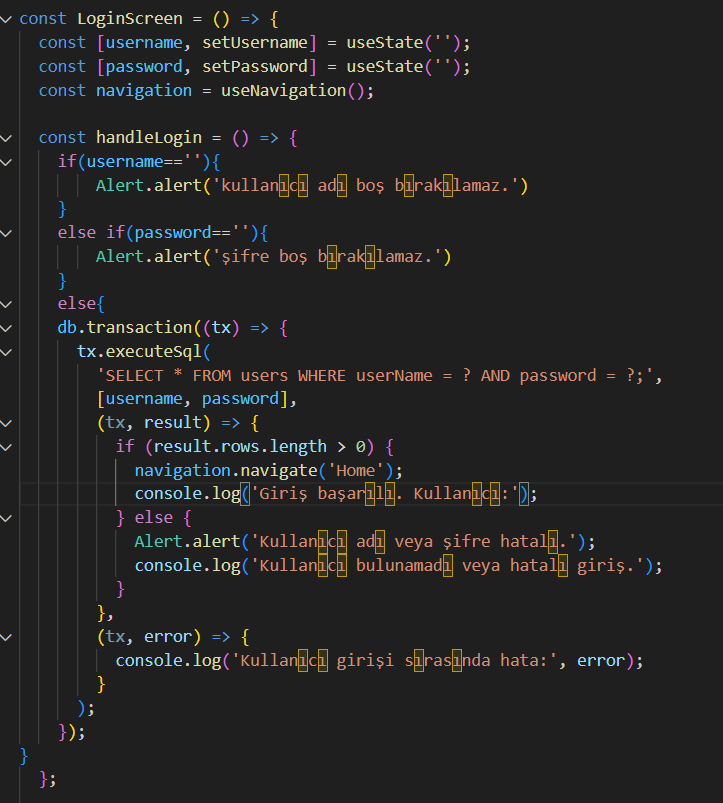 const LoginScreen = () => {
  const [username, setUsername] = useState('');
  const [password, setPassword] = useState('');
  const navigation = useNavigation();

  const handleLogin = () => {
    if(username==''){
        Alert.alert('kullanıcı adı boş bırakılamaz.')
    }
    else if(password==''){
        Alert.alert('şifre boş bırakılamaz.')
    }
    else{
    db.transaction((tx) => {
      tx.executeSql(
        'SELECT * FROM users WHERE userName = ? AND password = ?;',
        [username, password],
        (tx, result) => {
          if (result.rows.length > 0) {
            navigation.navigate('Home');
            console.log('Giriş başarılı. Kullanıcı:');
          } else {
            Alert.alert('Kullanıcı adı veya şifre hatalı.');
            console.log('Kullanıcı bulunamadı veya hatalı giriş.');
          }
        },
        (tx, error) => {
          console.log('Kullanıcı girişi sırasında hata:', error);
        }
      );
    });
}
  };